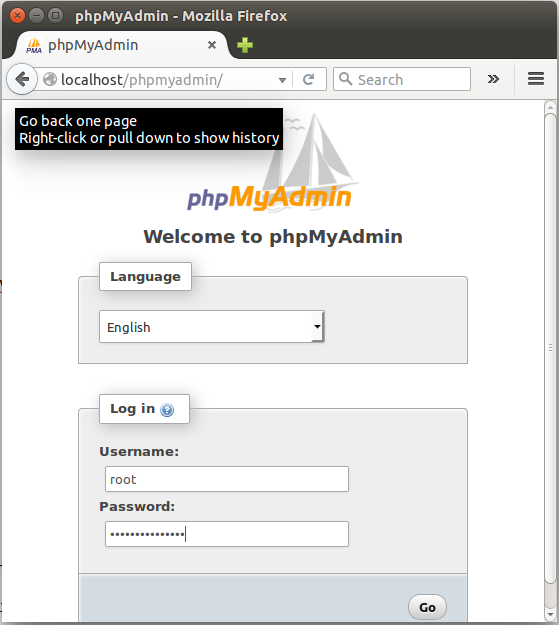 phpMyAdmin - Mozilla Firefox
PMA phpMyAdmin
localhost/phpmyadmin/
Search
Go back one page
Right-click or pull down to show history
phpMyAdmin
Welcome to phpMyAdmin
Language
English
Log in
Username:
root
Password:
•••••••••••••••
Go